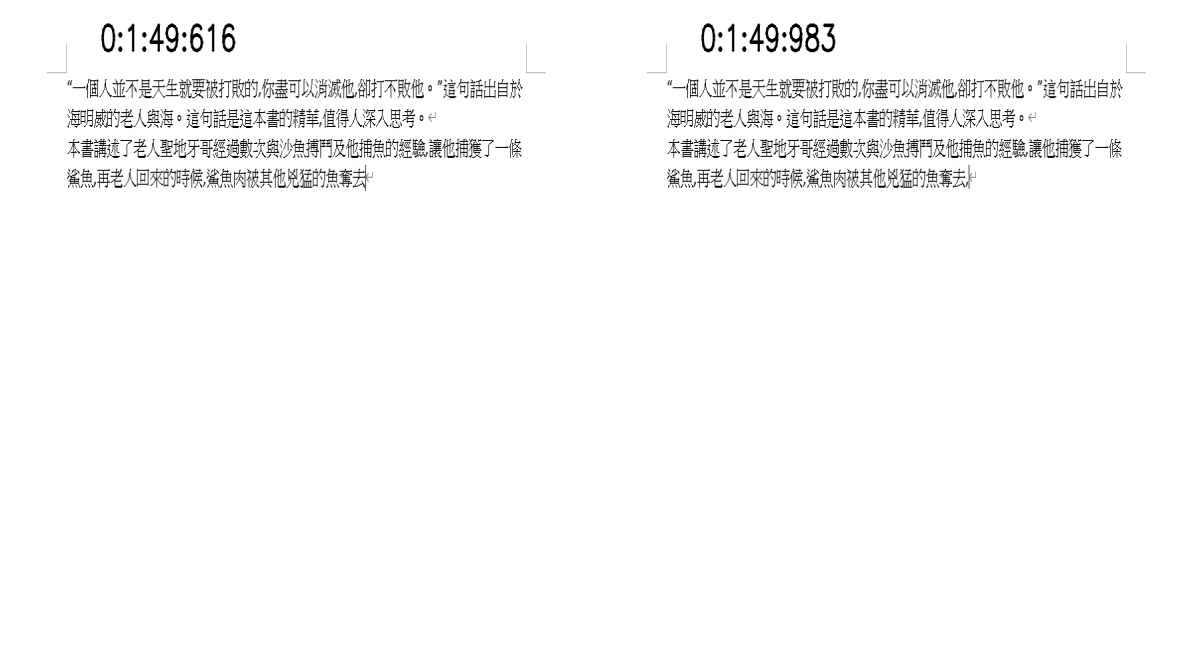 0:1:49:616
“一個人並不是天生就要被打敗的,你盡可以消滅他,卻打不敗他。”這句話出自於
海明威的老人與海。這句話是這本書的精華,值得人深入思考。
本書講述了老人聖地牙哥經過數次與沙魚搏鬥及他捕魚的經驗,讓他捕獲了一條
鯊魚,再老人回來的時候,鯊魚肉被其他兇猛的魚奪去
0:1:49:983
“一個人並不是天生就要被打敗的,你盡可以消滅他,卻打不敗他。”這句話出自於
海明威的老人與海。這句話是這本書的精華,值得人深入思考。
本書講述了老人聖地牙哥經過數次與沙魚搏鬥及他捕魚的經驗,讓他捕獲了一條
鯊魚,再老人回來的時候,鯊魚肉被其他兇猛的魚奪去,